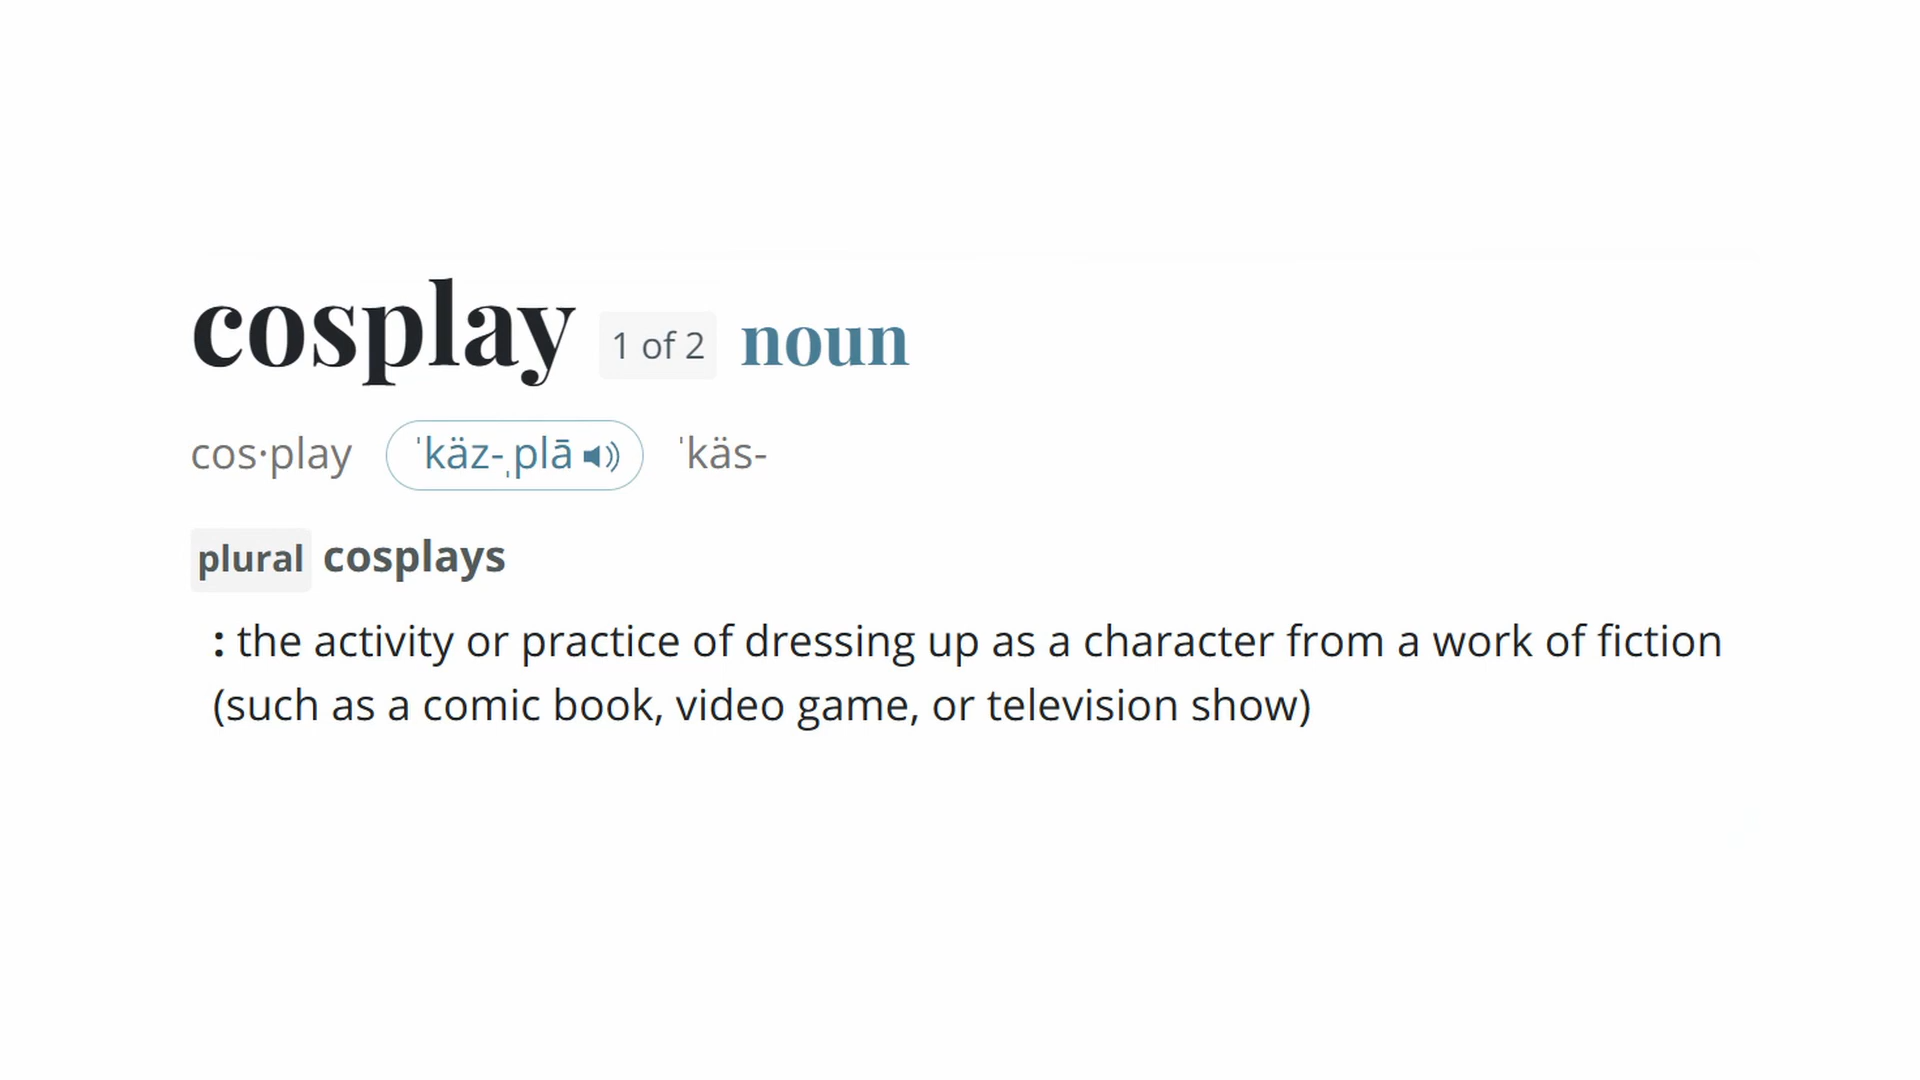 cosplay 1 of 2 noun
cos·play ˈkäz-ˌplā ˈkäs-
plural cosplays
: the activity or practice of dressing up as a character from a work of fiction
(such as a comic book, video game, or television show)